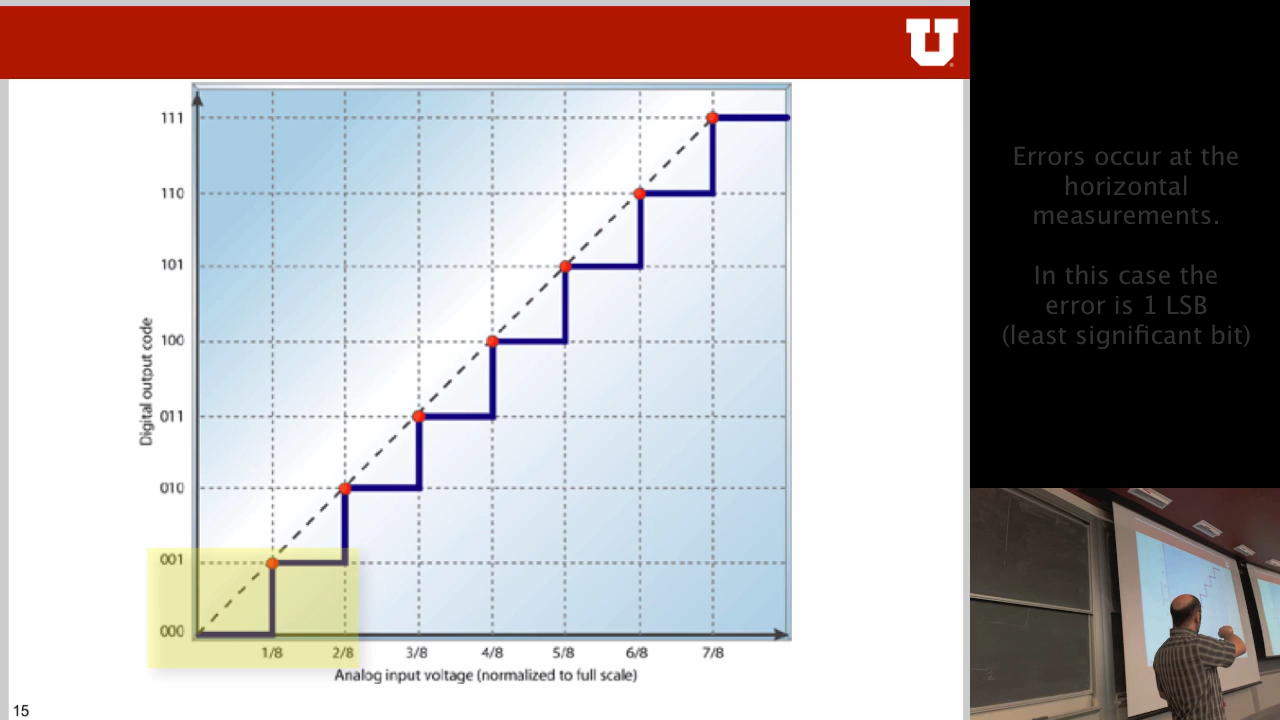 U
111
110
101
100
011
010
001
000
Digital output code
1/8 2/8 3/8 4/8 5/8 6/8 7/8
Analog input voltage (normalized to full scale)
15
Errors occur at the
horizontal
measurements.
In this case the
error is 1 LSB
(least significant bit)